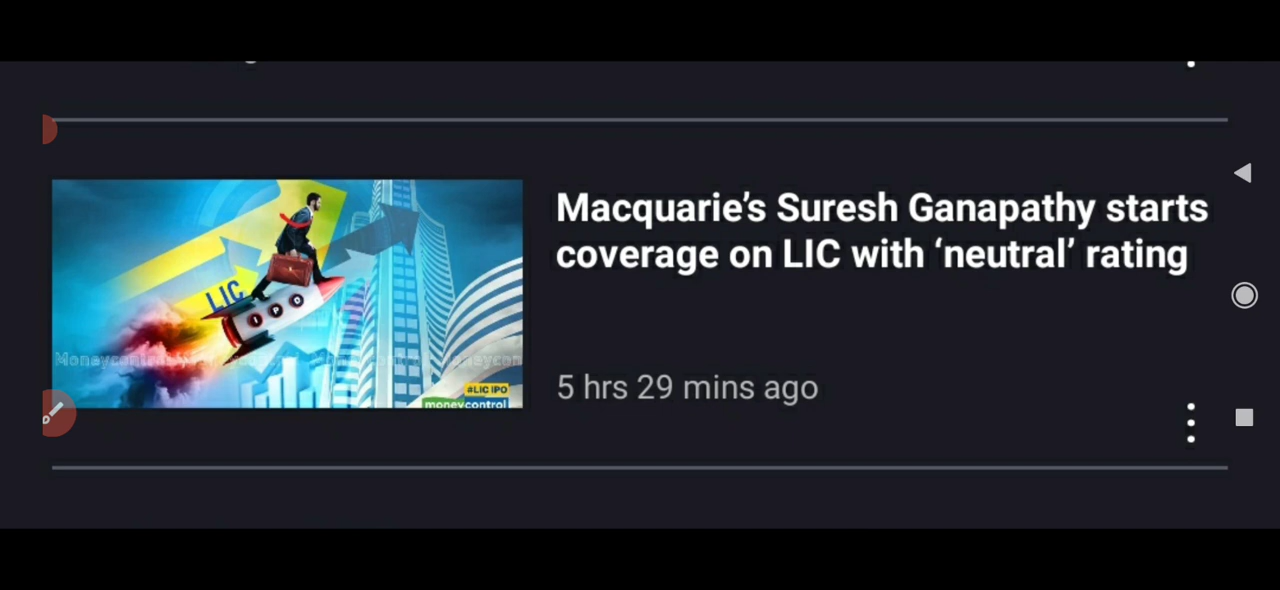 Macquarie’s Suresh Ganapathy starts
coverage on LIC with ‘neutral’ rating
LIC
I P O
Moneycontrol
#LIC IPO
moneycontrol
5 hrs 29 mins ago